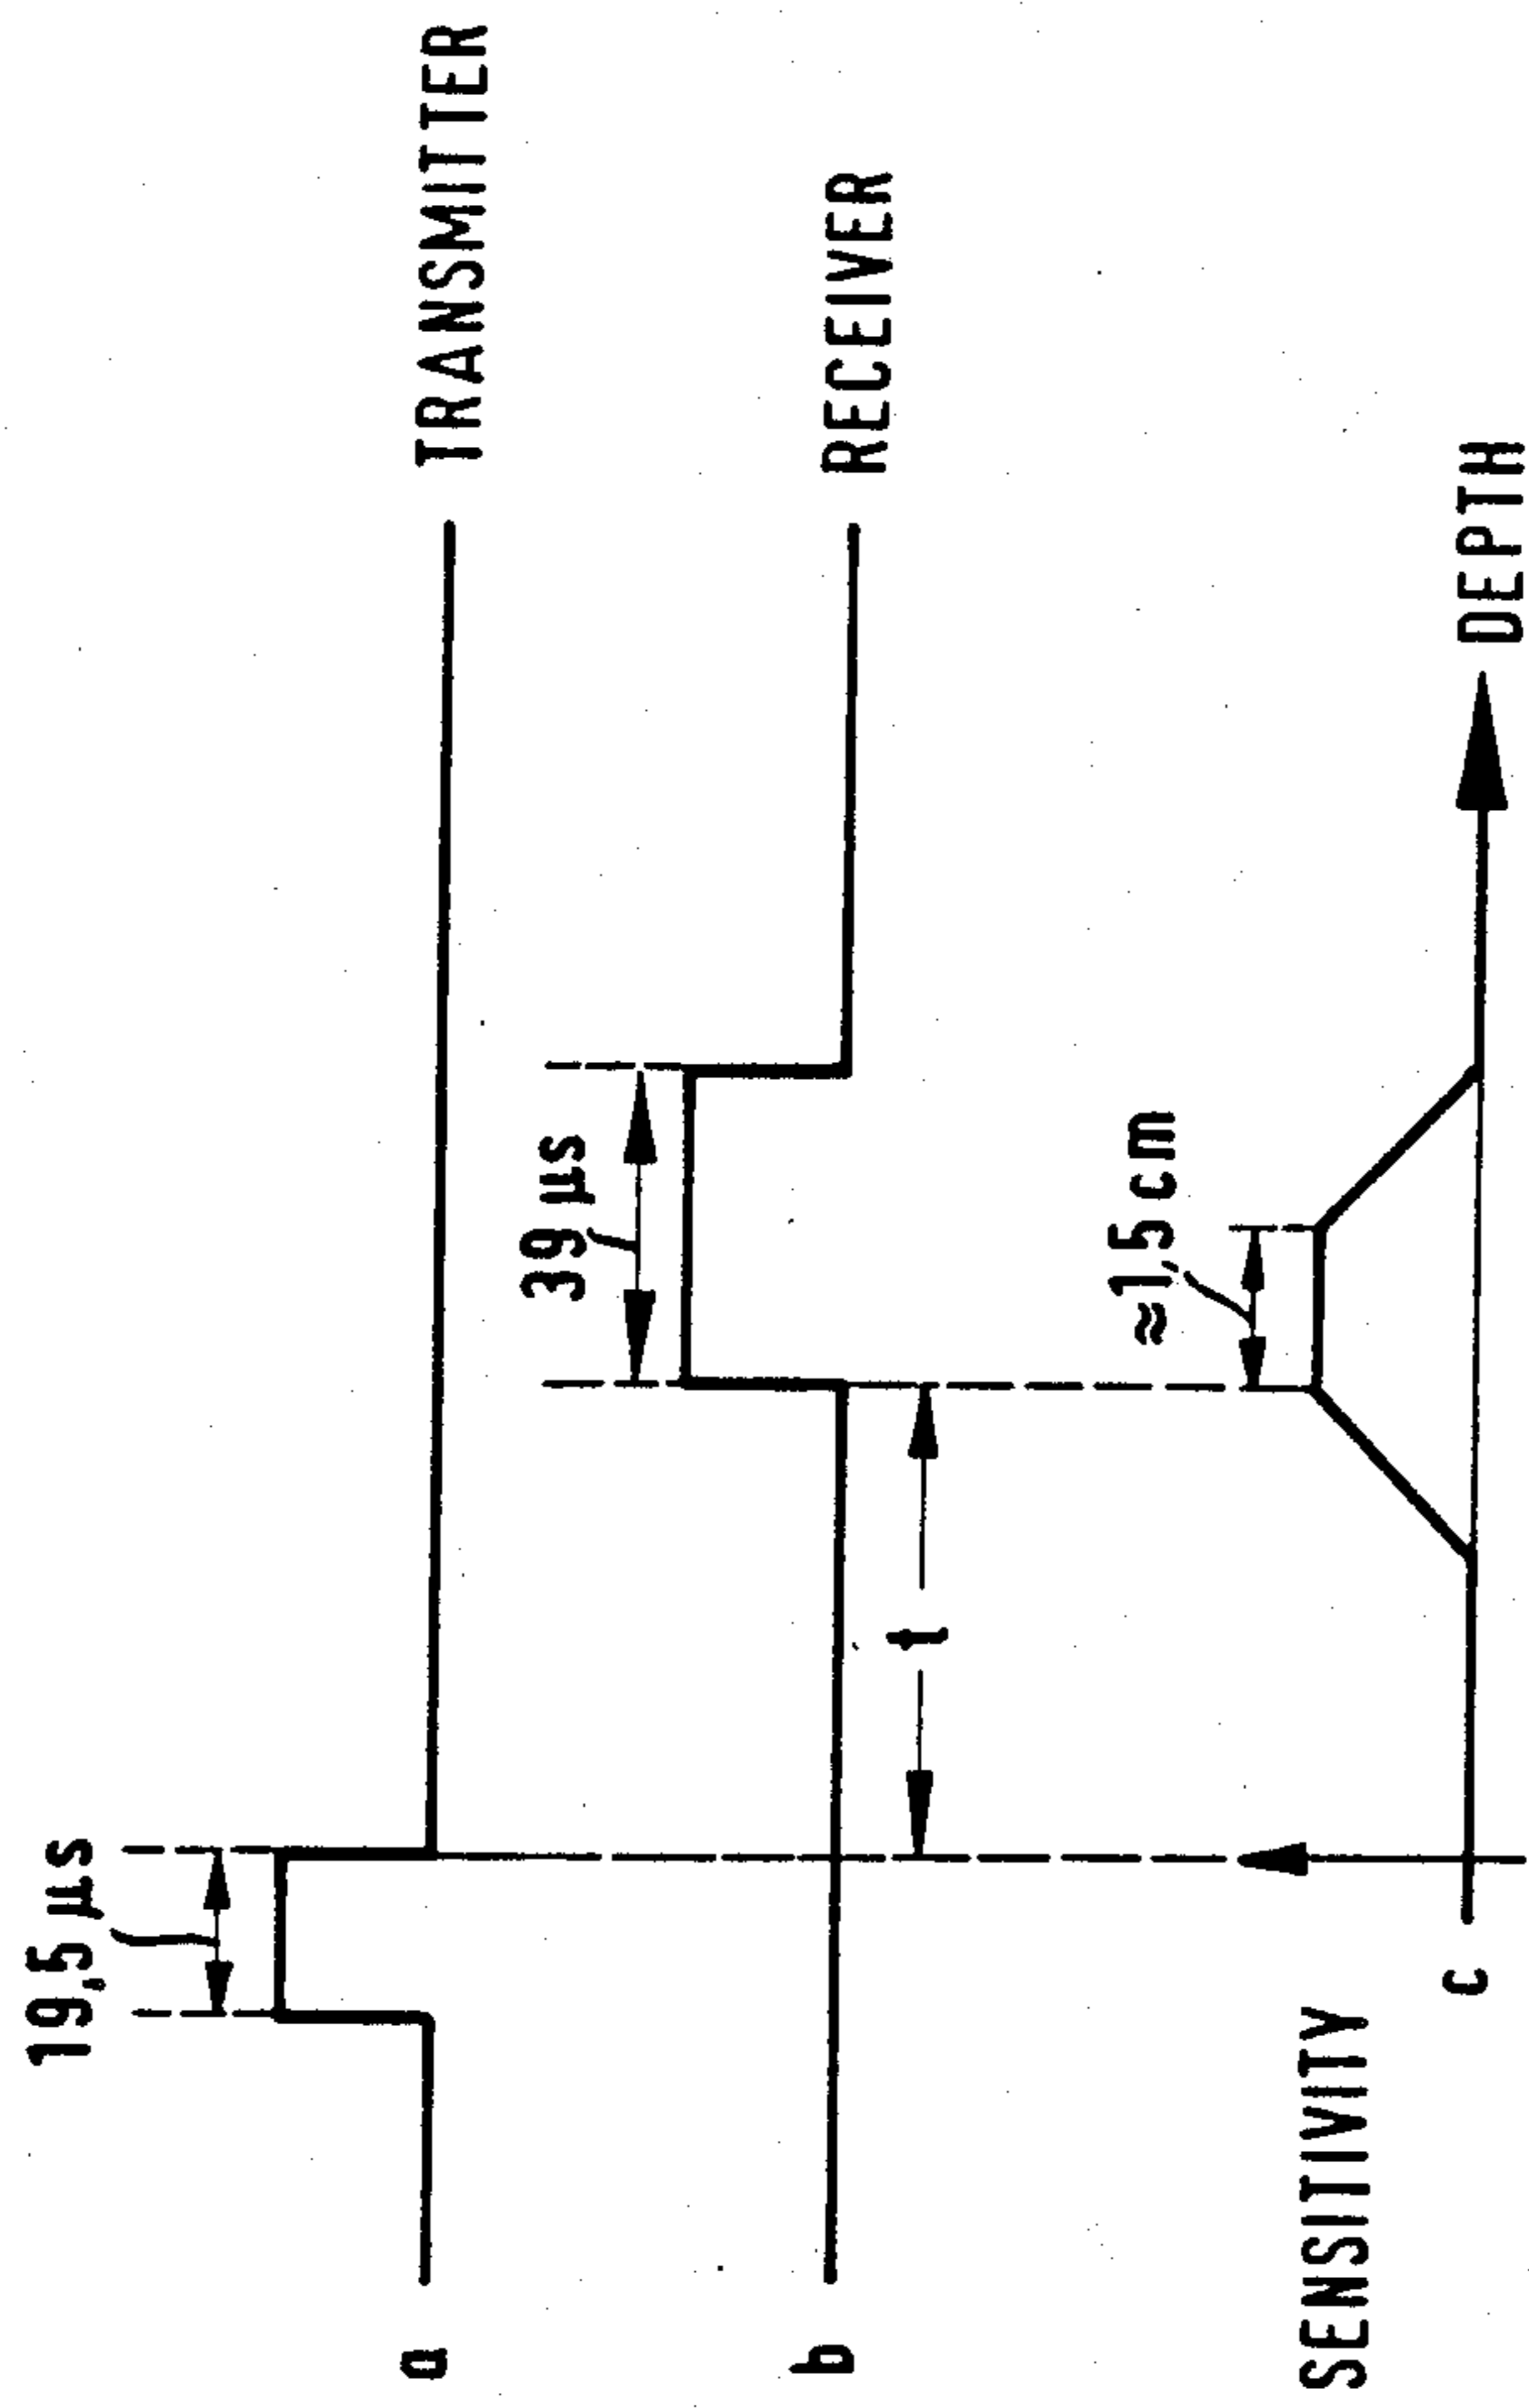 19,5 µs
a
TRANSMITTER
39 µs
b
RECEIVER
t
≈1,5 cm
SENSITIVITY
c
DEPTH